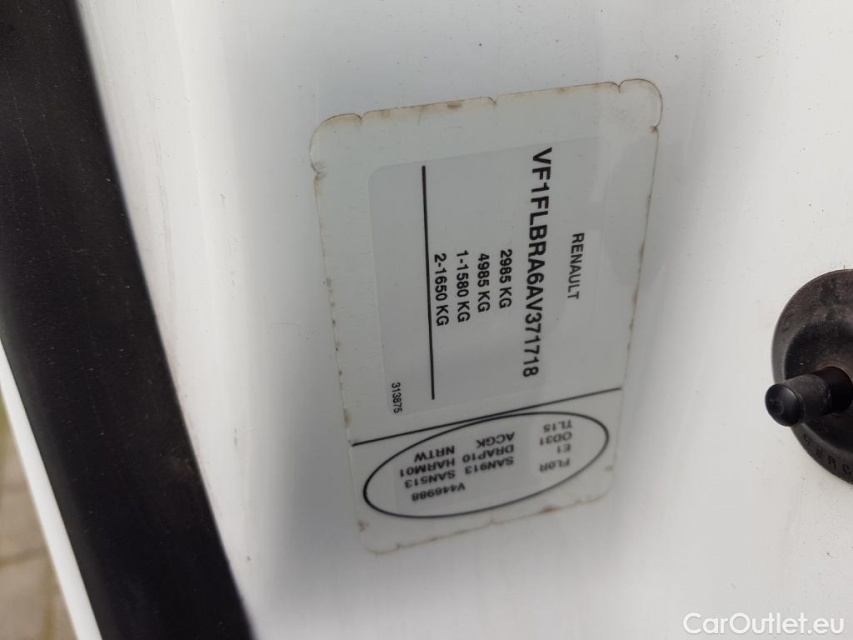 RENAULT
VF1FLBRA6AV371718
2985 KG
4985 KG
1-1580 KG
2-1650 KG
313875
FL0R
E1 SAN913
OD31 DRAP10 SAN513
TL15 ACGK NRTW HARM01
V446988
CarOutlet.eu